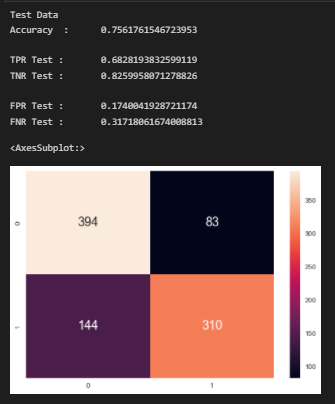 Test Data
Accuracy : 0.7561761546723953
TPR Test : 0.6828193832599119
TNR Test : 0.8259958071278826
FPR Test : 0.1740041928721174
FNR Test : 0.31718061674008813
<AxesSubplot:>
394 83
144 310
0
1
0 1
350
300
250
200
150
100